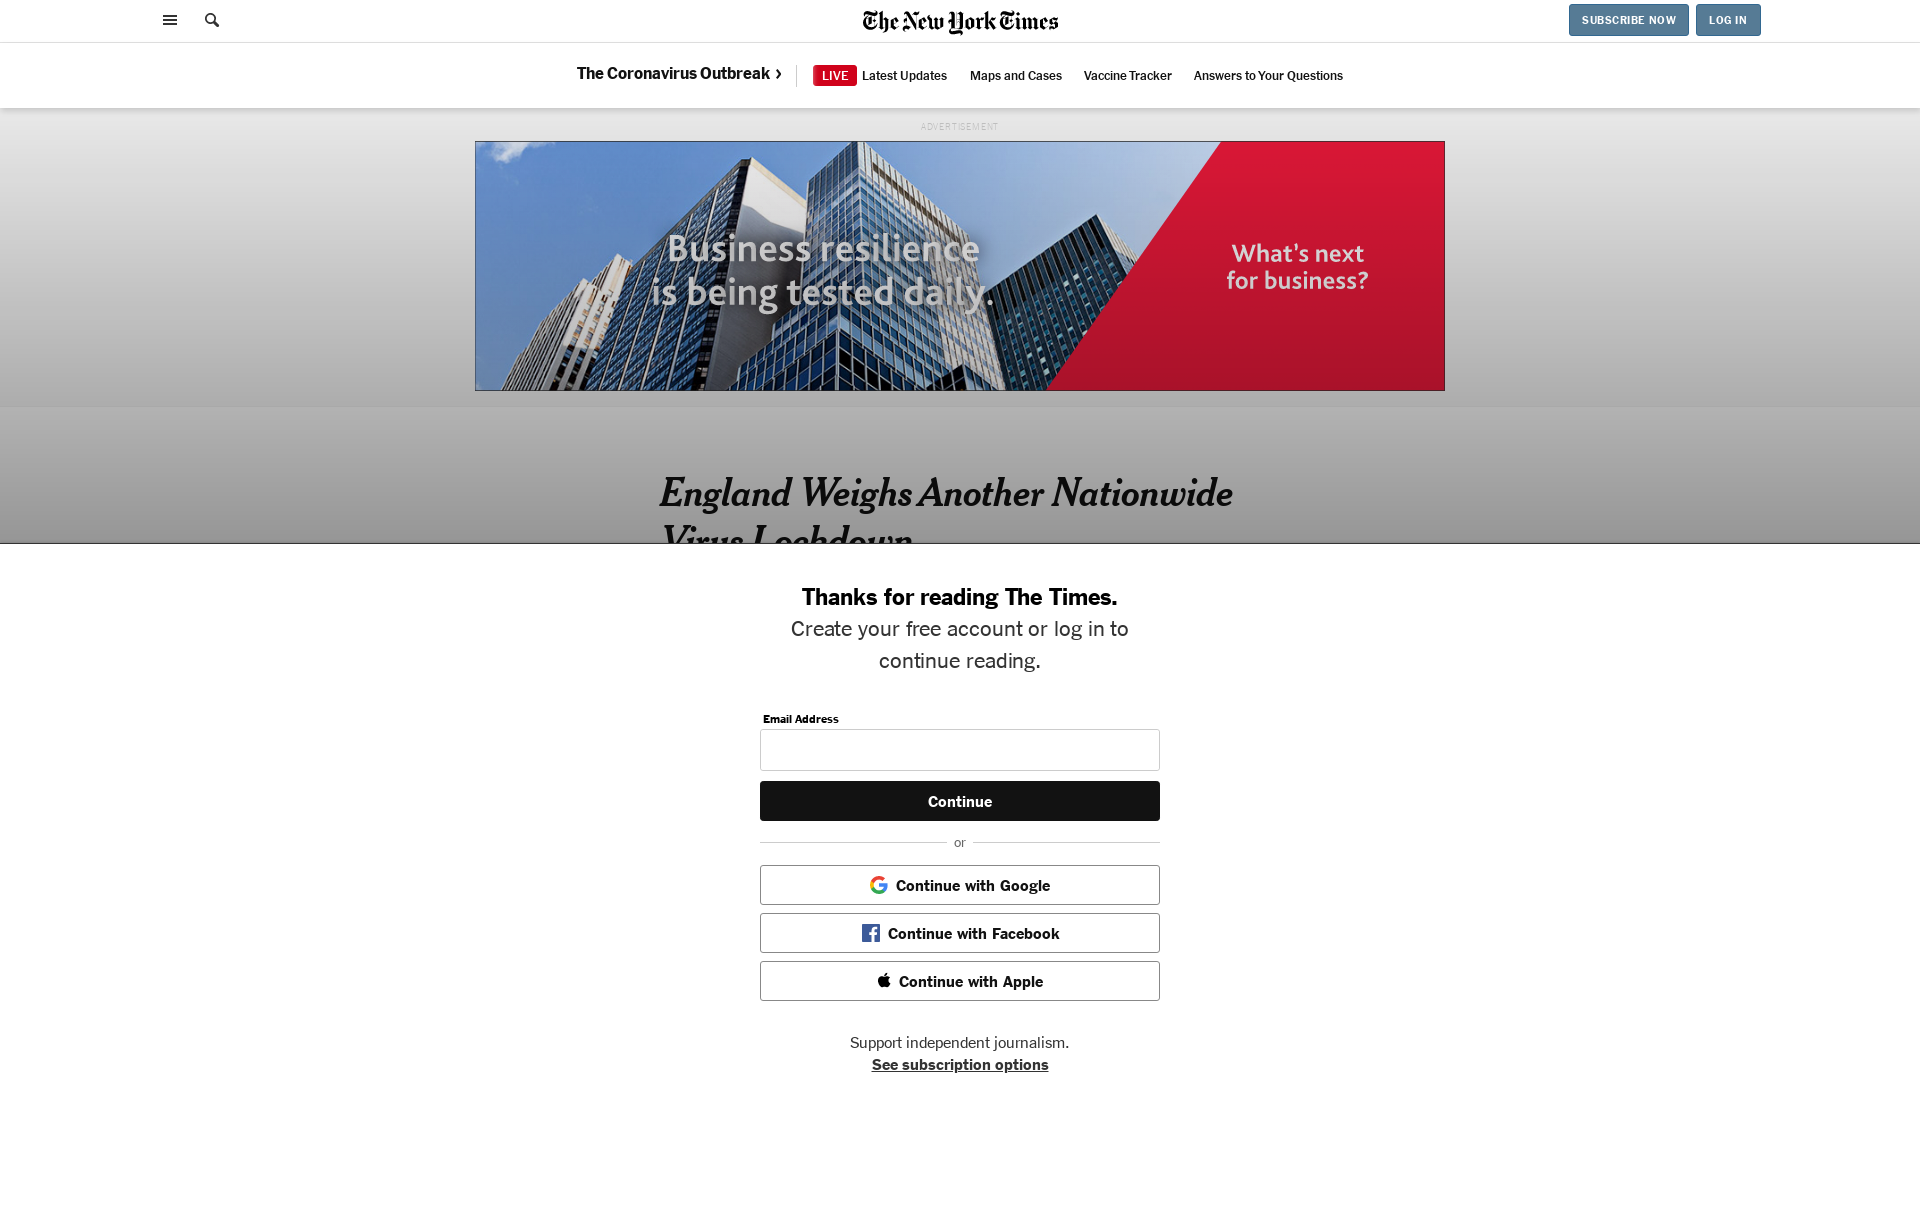 The New York Times
SUBSCRIBE NOW
LOG IN
The Coronavirus Outbreak ›
LIVE Latest Updates
Maps and Cases
Vaccine Tracker
Answers to Your Questions
ADVERTISEMENT
Business resilience
is being tested daily.
What's next
for business?
England Weighs Another Nationwide
Virus Lockdown
Thanks for reading The Times.
Create your free account or log in to
continue reading.
Email Address
Continue
or
Continue with Google
Continue with Facebook
Continue with Apple
Support independent journalism.
See subscription options